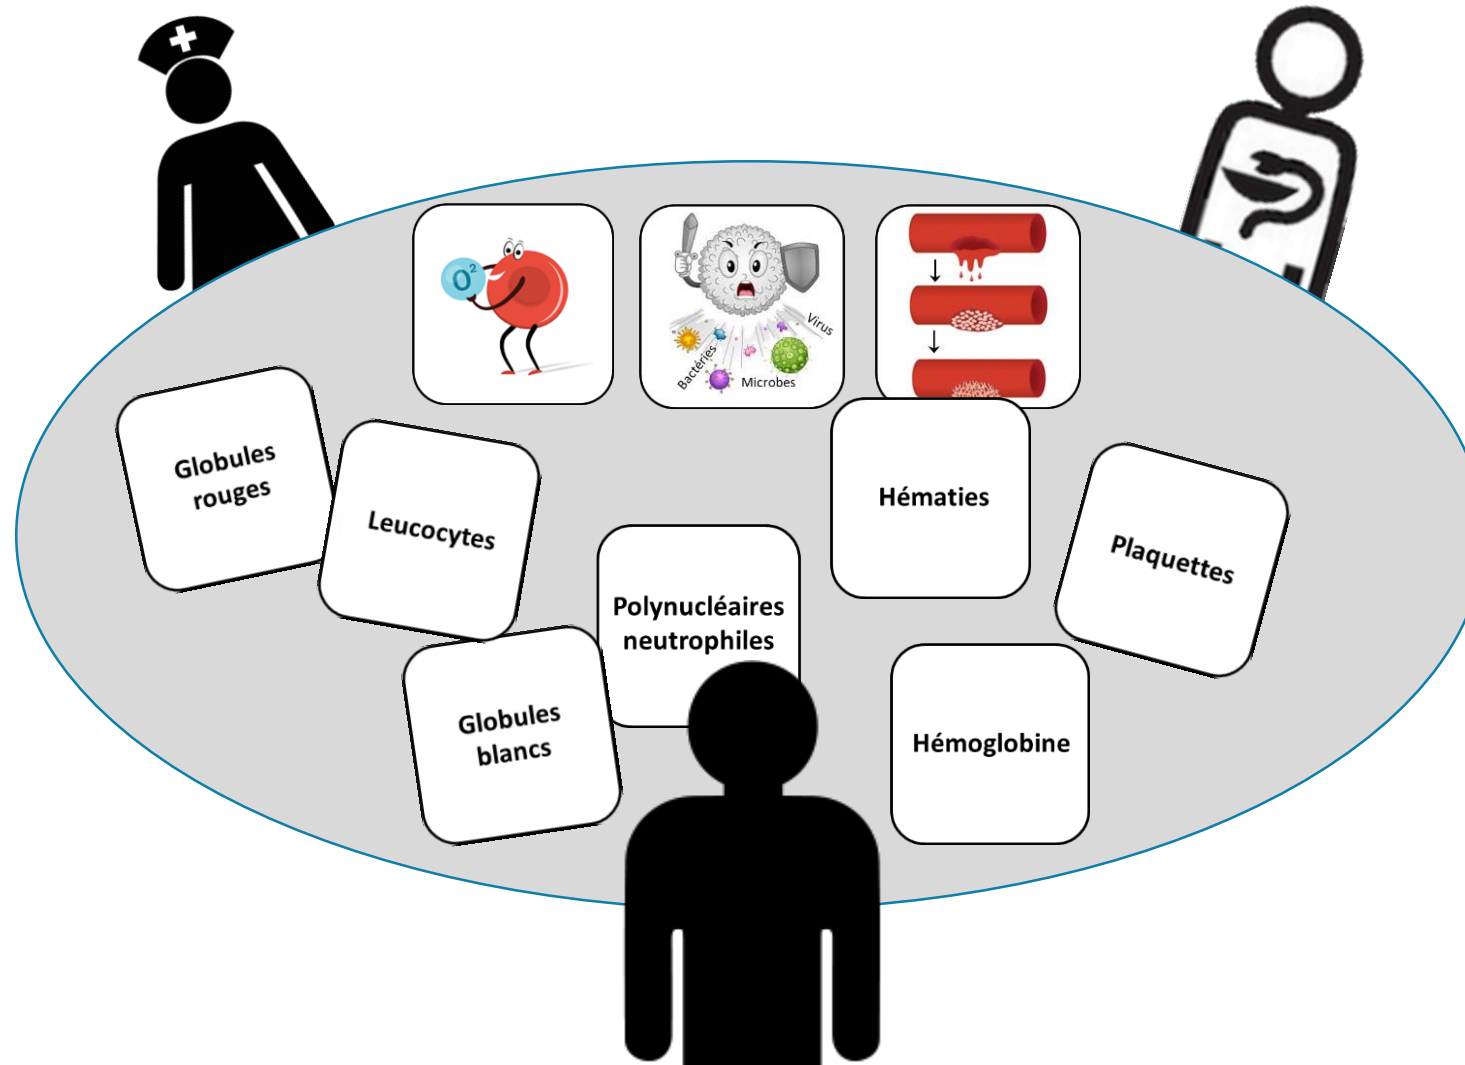 O²
Bactéries
Microbes
Virus
Globules
rouges
Leucocytes
Hématies
Plaquettes
Polynucléaires
neutrophiles
Globules
blancs
Hémoglobine